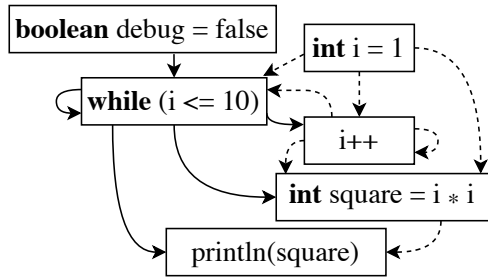 boolean debug = false
int i = 1
while (i <= 10)
i++
int square = i * i
println(square)